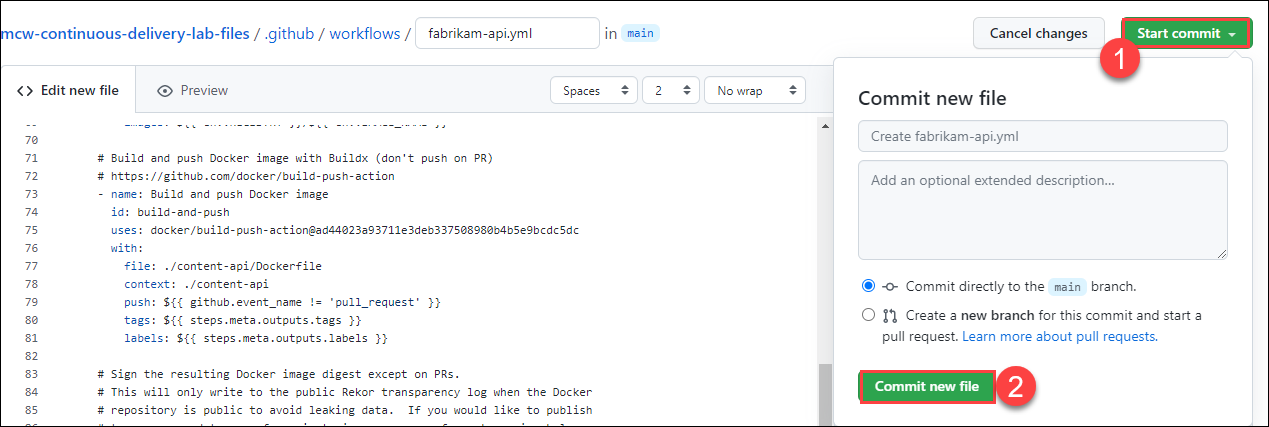 mcw-continuous-delivery-lab-files / .github / workflows / fabrikam-api.yml in main
Cancel changes
Start commit
1
Edit new file
Preview
Spaces
2
No wrap
70
71 # Build and push Docker image with Buildx (don't push on PR)
72 # https://github.com/docker/build-push-action
73 - name: Build and push Docker image
74 id: build-and-push
75 uses: docker/build-push-action@ad44023a93711e3deb337508980b4b5e9bcdc5dc
76 with:
77 file: ./content-api/Dockerfile
78 context: ./content-api
79 push: ${{ github.event_name != 'pull_request' }}
80 tags: ${{ steps.meta.outputs.tags }}
81 labels: ${{ steps.meta.outputs.labels }}
82
83 # Sign the resulting Docker image digest except on PRs.
84 # This will only write to the public Rekor transparency log when the Docker
85 # repository is public to avoid leaking data. If you would like to publish
Commit new file
Create fabrikam-api.yml
Add an optional extended description...
Commit directly to the main branch.
Create a new branch for this commit and start a
pull request. Learn more about pull requests.
Commit new file
2